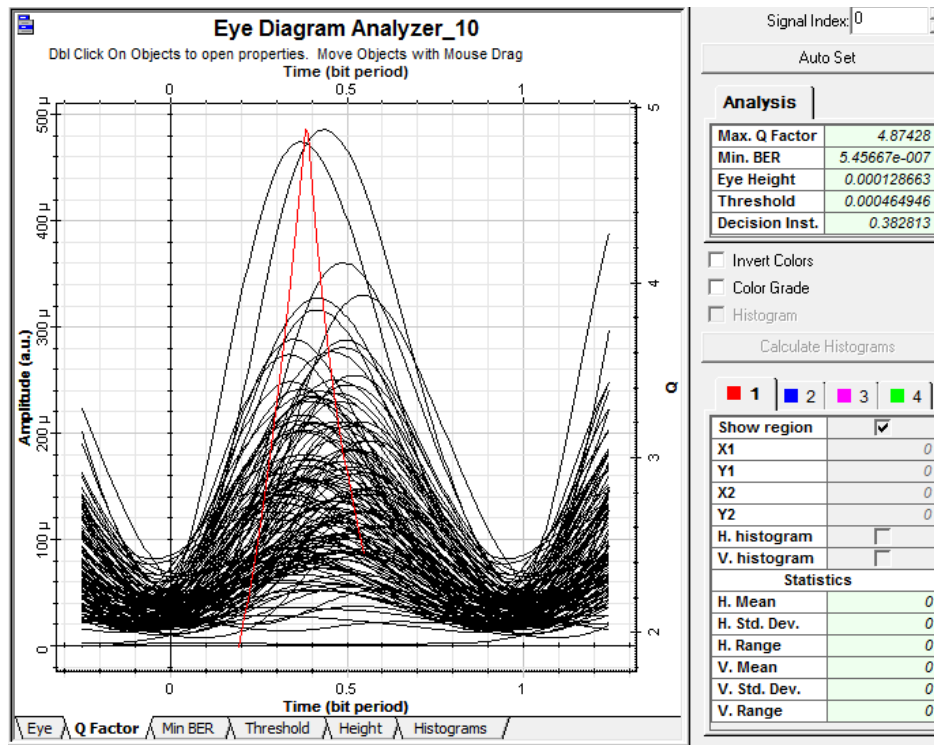 Eye Diagram Analyzer_10
Dbl Click On Objects to open properties. Move Objects with Mouse Drag
Time (bit period)
0 0.5 1
500 µ
400 µ
300 µ
200 µ
100 µ
0
Amplitude (a.u.)
5
4
3
2
Q
0 0.5 1
Time (bit period)
Eye Q Factor Min BER Threshold Height Histograms
Signal Index: 0
Auto Set
Analysis
Max. Q Factor 4.87428
Min. BER 5.45667e-007
Eye Height 0.000128663
Threshold 0.000464946
Decision Inst. 0.382813
Invert Colors
Color Grade
Histogram
Calculate Histograms
1 2 3 4
Show region
X1 0
Y1 0
X2 0
Y2 0
H. histogram
V. histogram
Statistics
H. Mean 0
H. Std. Dev. 0
H. Range 0
V. Mean 0
V. Std. Dev. 0
V. Range 0